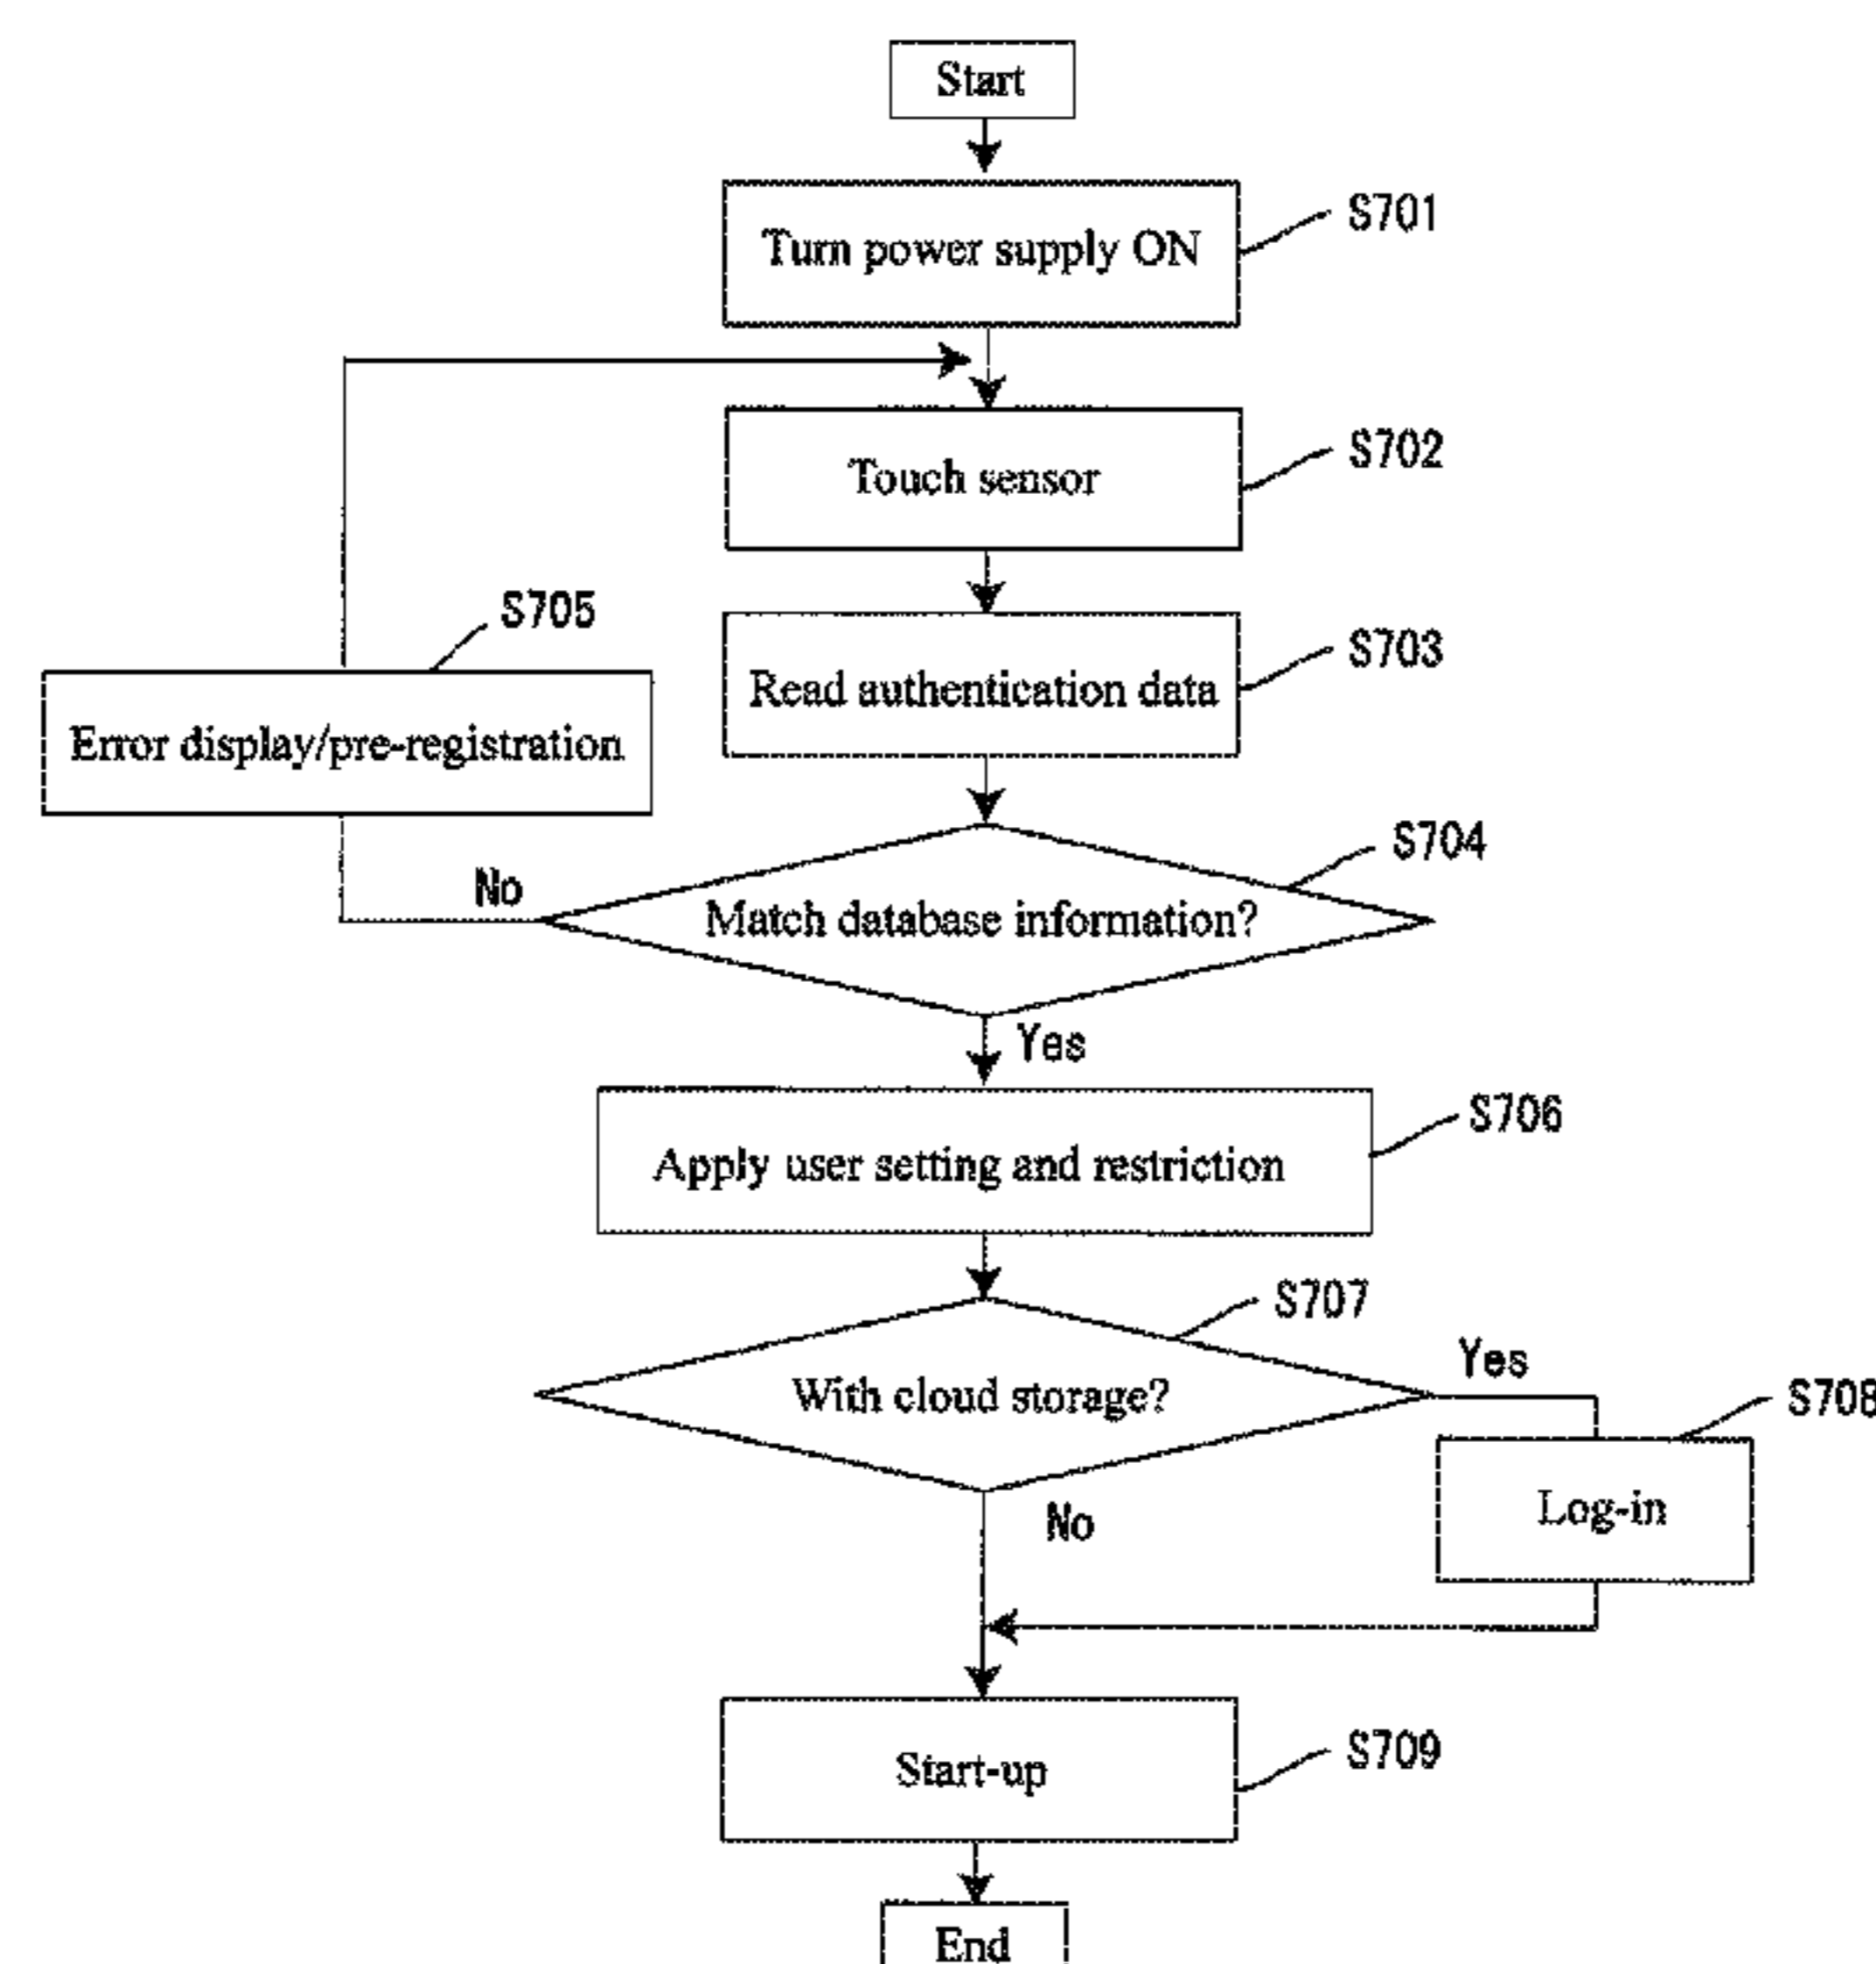 Start
Turn power supply ON
S701
Touch sensor
S702
S705
Read authentication data
S703
Error display/pre-registration
S704
No
Match database information?
Yes
Apply user setting and restriction
S706
S707
With cloud storage?
Yes
S708
Log-in
No
Start-up
S709
End